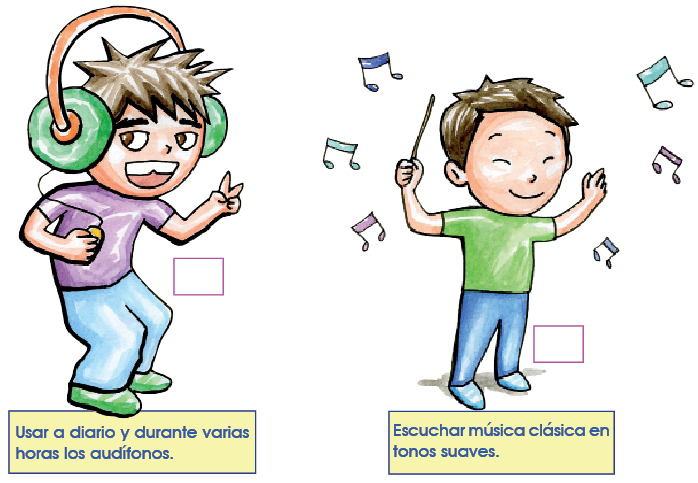 Usar a diario y durante varias
horas los audífonos.
Escuchar música clásica en
tonos suaves.